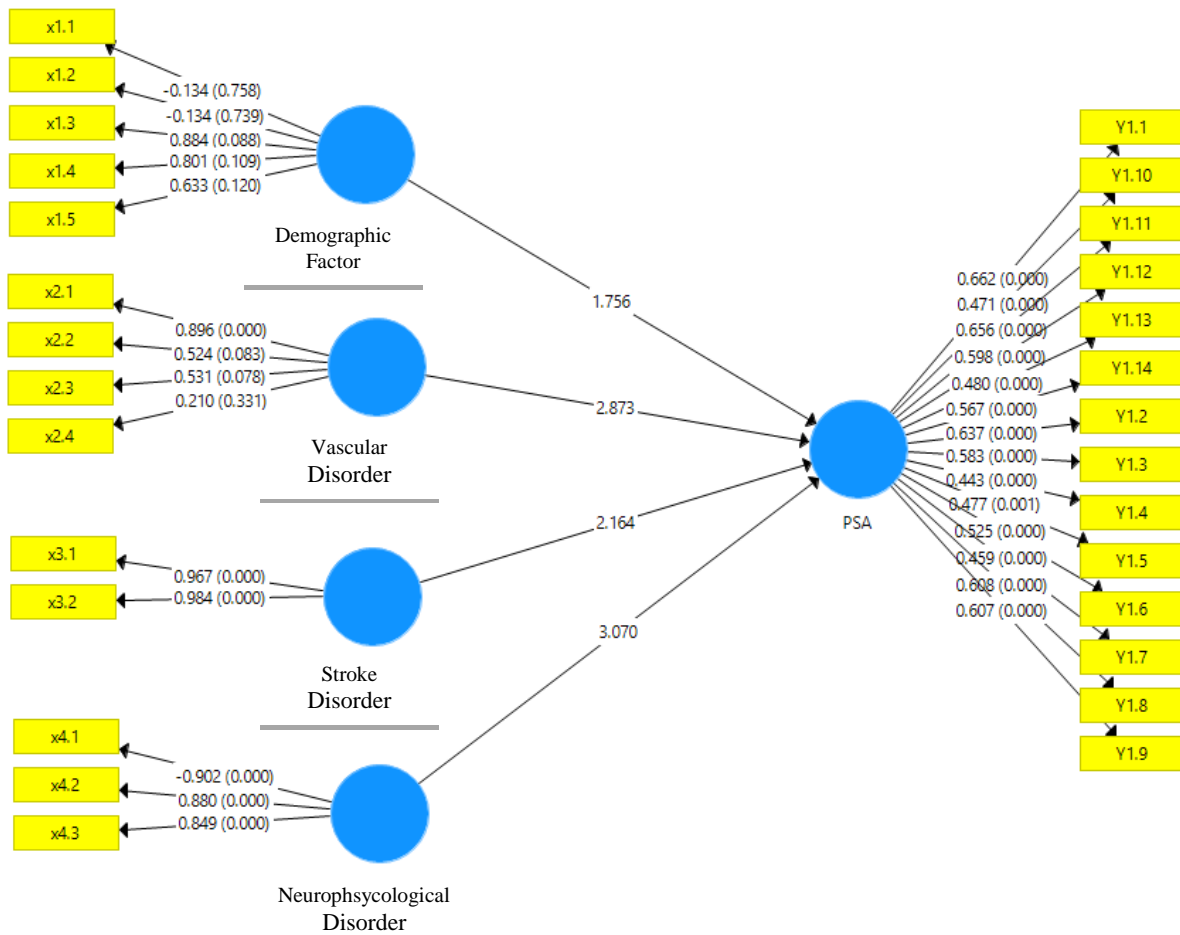 x1.1
x1.2
x1.3
x1.4
x1.5
-0.134 (0.758)
-0.134 (0.739)
0.884 (0.088)
0.801 (0.109)
0.633 (0.120)
Demographic
Factor
1.756
x2.1
x2.2
x2.3
x2.4
0.896 (0.000)
0.524 (0.083)
0.531 (0.078)
0.210 (0.331)
Vascular
Disorder
2.873
x3.1
x3.2
0.967 (0.000)
0.984 (0.000)
Stroke
Disorder
2.164
x4.1
x4.2
x4.3
-0.902 (0.000)
0.880 (0.000)
0.849 (0.000)
Neurophsycological
Disorder
3.070
PSA
0.662 (0.000)
0.471 (0.000)
0.656 (0.000)
0.598 (0.000)
0.480 (0.000)
0.567 (0.000)
0.637 (0.000)
0.583 (0.000)
0.443 (0.000)
0.477 (0.001)
0.525 (0.000)
0.459 (0.000)
0.608 (0.000)
0.607 (0.000)
Y1.1
Y1.10
Y1.11
Y1.12
Y1.13
Y1.14
Y1.2
Y1.3
Y1.4
Y1.5
Y1.6
Y1.7
Y1.8
Y1.9